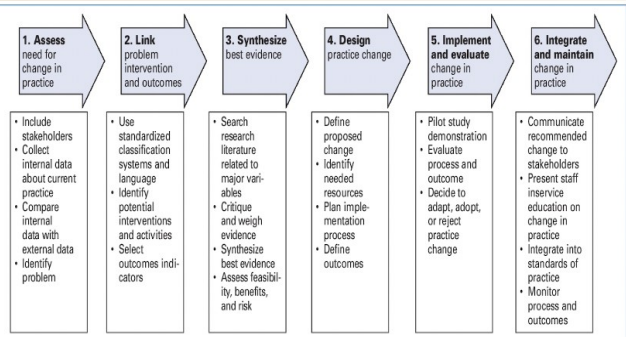 1. Assess
need for
change in
practice
2. Link
problem
intervention
and outcomes
3. Synthesize
best evidence
4. Design
practice change
5. Implement
and evaluate
change in
practice
6. Integrate
and maintain
change in
practice
• Include
stakeholders
• Collect
internal data
about current
practice
• Compare
internal
data with
external data
• Identify
problem
• Use
standardized
classification
systems and
language
• Identify
potential
interventions
and activities
• Select
outcomes indi-
cators
• Search
research
literature
related to
major vari-
ables
• Critique
and weigh
evidence
• Synthesize
best evidence
• Assess feasibil-
ity, benefits,
and risk
• Define
proposed
change
• Identify
needed
resources
• Plan imple-
mentation
process
• Define
outcomes
• Pilot study
demonstration
• Evaluate
process and
outcome
• Decide to
adapt, adopt,
or reject
practice
change
• Communicate
recommended
change to
stakeholders
• Present staff
inservice
education on
change in
practice
• Integrate into
standards of
practice
• Monitor
process and
outcomes